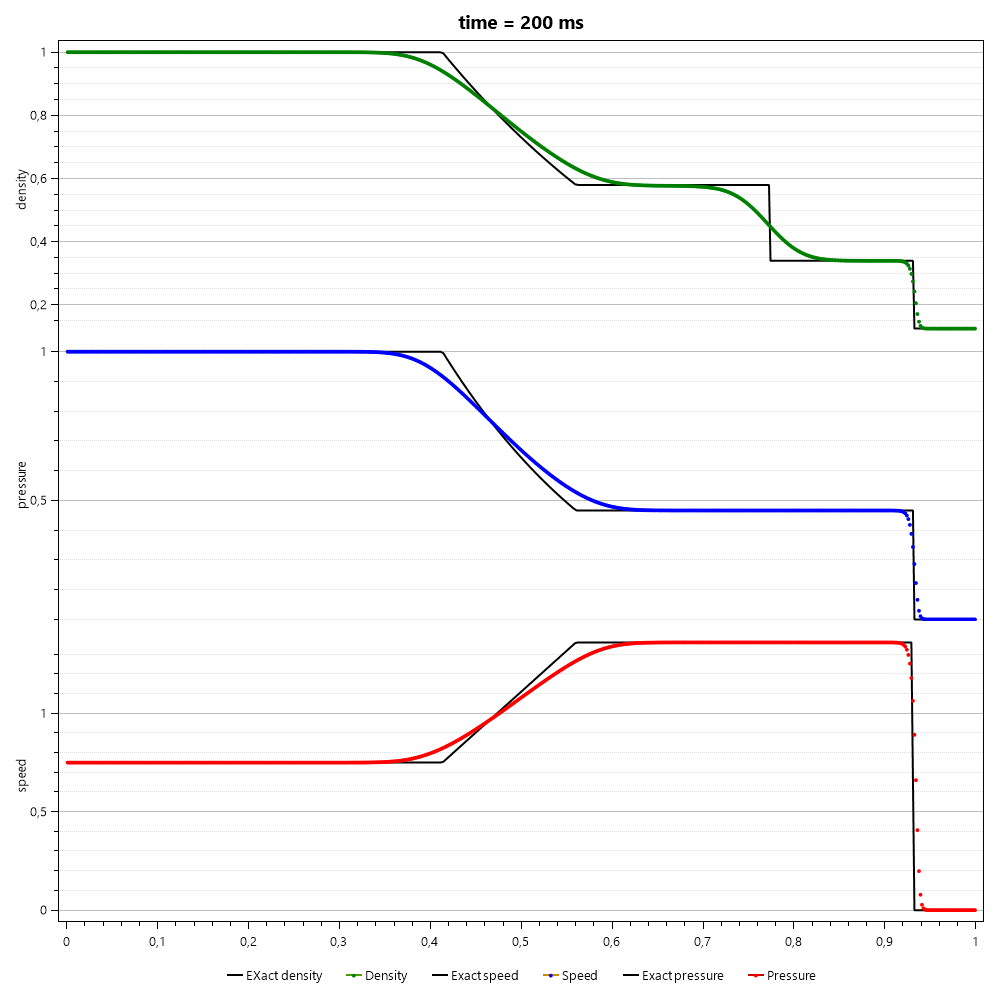 time = 200 ms
1
0,8
0,6
0,4
0,2
density
1
0,5
pressure
1
0,5
0
speed
0 0,1 0,2 0,3 0,4 0,5 0,6 0,7 0,8 0,9 1
EXact density Density Exact speed Speed Exact pressure Pressure